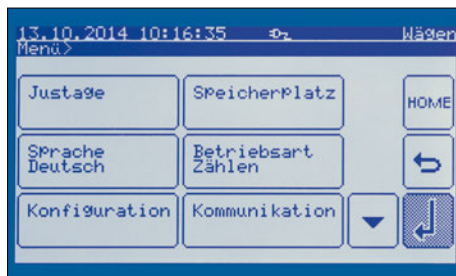 13.10.2014 10:16:35 Wägen
Menü>
Justage
Speicherplatz
HOME
Sprache
Deutsch
Betriebsart
Zählen
Konfiguration
Kommunikation